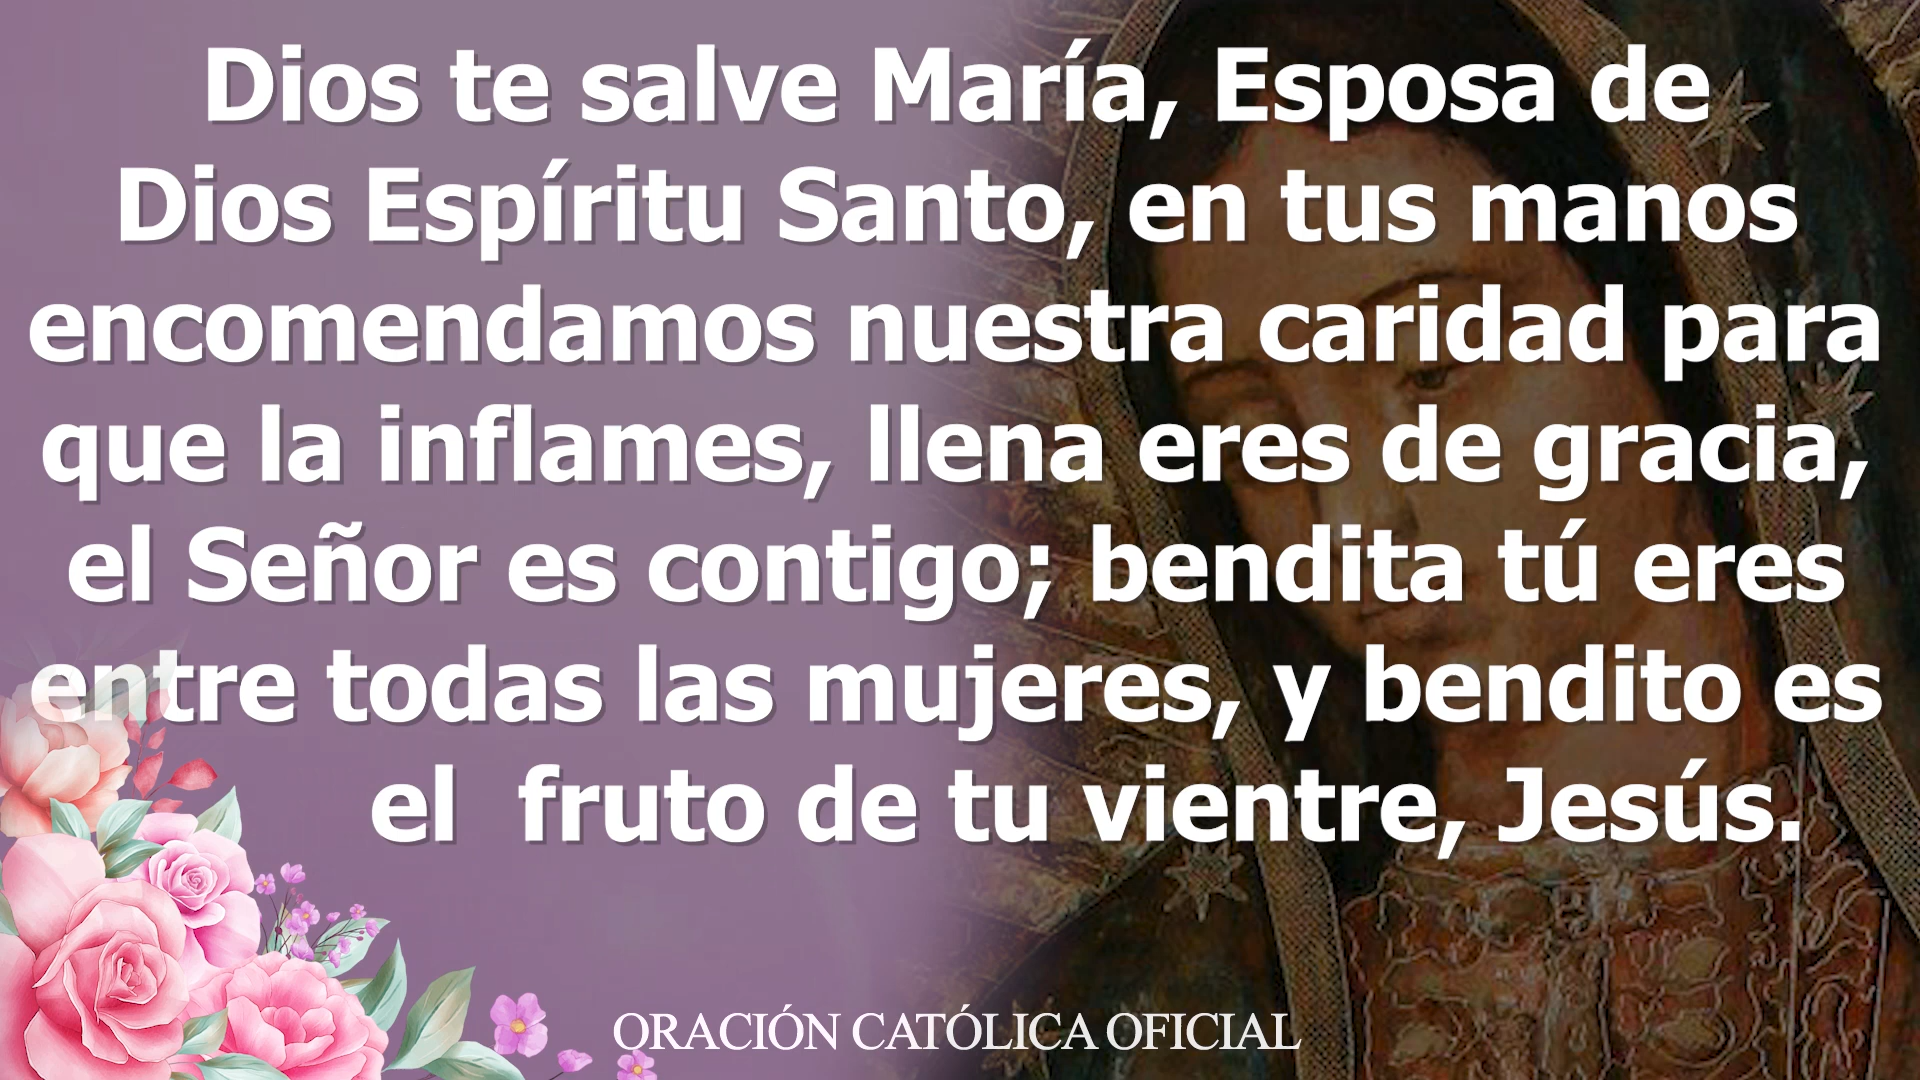 Dios te salve María, Esposa de
Dios Espíritu Santo, en tus manos
encomendamos nuestra caridad para
que la inflames, llena eres de gracia,
el Señor es contigo; bendita tú eres
entre todas las mujeres, y bendito es
el fruto de tu vientre, Jesús.
ORACIÓN CATÓLICA OFICIAL